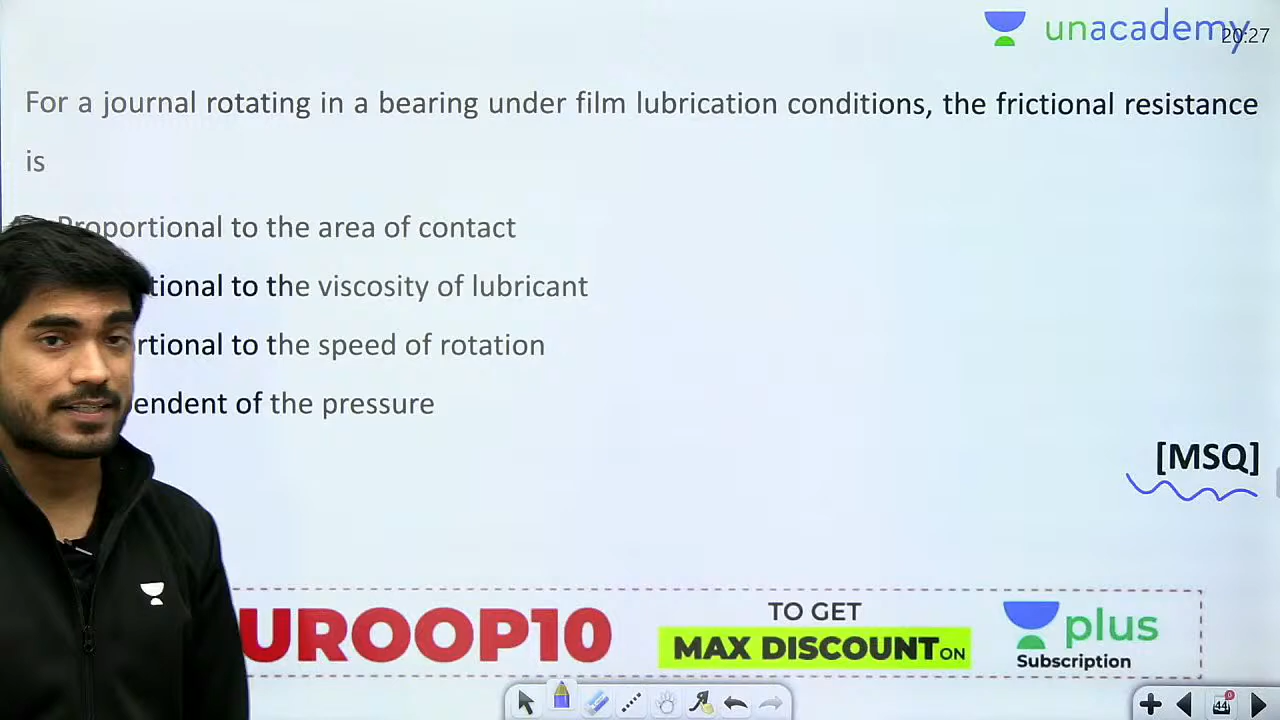 unacademy
20:27
For a journal rotating in a bearing under film lubrication conditions, the frictional resistance
is
Proportional to the area of contact
tional to the viscosity of lubricant
rtional to the speed of rotation
endent of the pressure
[MSQ]
UROOP10
TO GET
MAX DISCOUNT ON
plus
Subscription
44